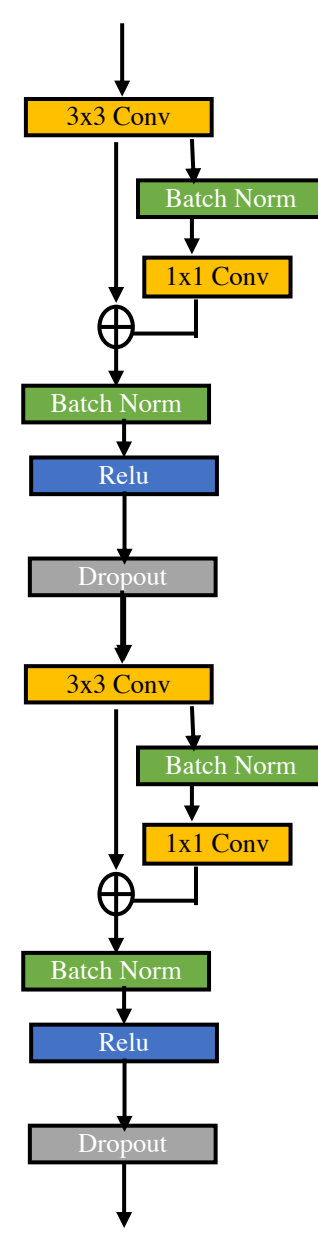 3x3 Conv
Batch Norm
1x1 Conv
Batch Norm
Relu
Dropout
3x3 Conv
Batch Norm
1x1 Conv
Batch Norm
Relu
Dropout